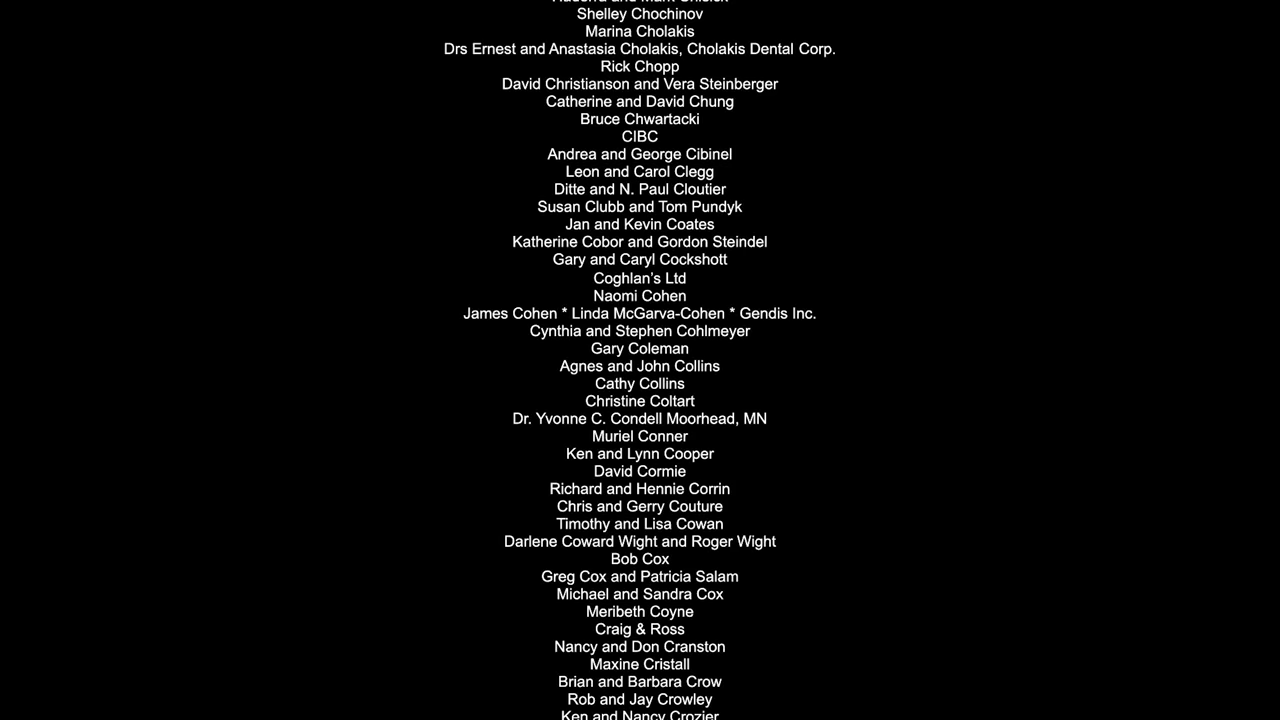 Shelley Chochinov
Marina Cholakis
Drs Ernest and Anastasia Cholakis, Cholakis Dental Corp.
Rick Chopp
David Christianson and Vera Steinberger
Catherine and David Chung
Bruce Chwartacki
CIBC
Andrea and George Cibinel
Leon and Carol Clegg
Ditte and N. Paul Cloutier
Susan Clubb and Tom Pundyk
Jan and Kevin Coates
Katherine Cobor and Gordon Steindel
Gary and Caryl Cockshott
Coghlan’s Ltd
Naomi Cohen
James Cohen * Linda McGarva-Cohen * Gendis Inc.
Cynthia and Stephen Cohlmeyer
Gary Coleman
Agnes and John Collins
Cathy Collins
Christine Coltart
Dr. Yvonne C. Condell Moorhead, MN
Muriel Conner
Ken and Lynn Cooper
David Cormie
Richard and Hennie Corrin
Chris and Gerry Couture
Timothy and Lisa Cowan
Darlene Coward Wight and Roger Wight
Bob Cox
Greg Cox and Patricia Salam
Michael and Sandra Cox
Meribeth Coyne
Craig & Ross
Nancy and Don Cranston
Maxine Cristall
Brian and Barbara Crow
Rob and Jay Crowley
Ken and Nancy Crozier